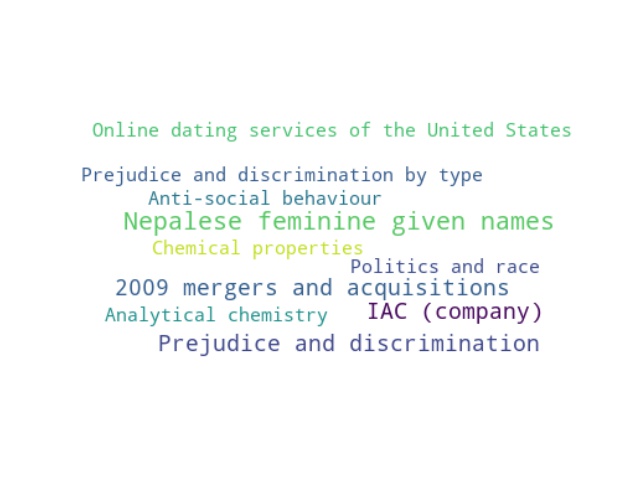 Online dating services of the United States
Prejudice and discrimination by type
Anti-social behaviour
Nepalese feminine given names
Chemical properties
Politics and race
2009 mergers and acquisitions
Analytical chemistry
IAC (company)
Prejudice and discrimination